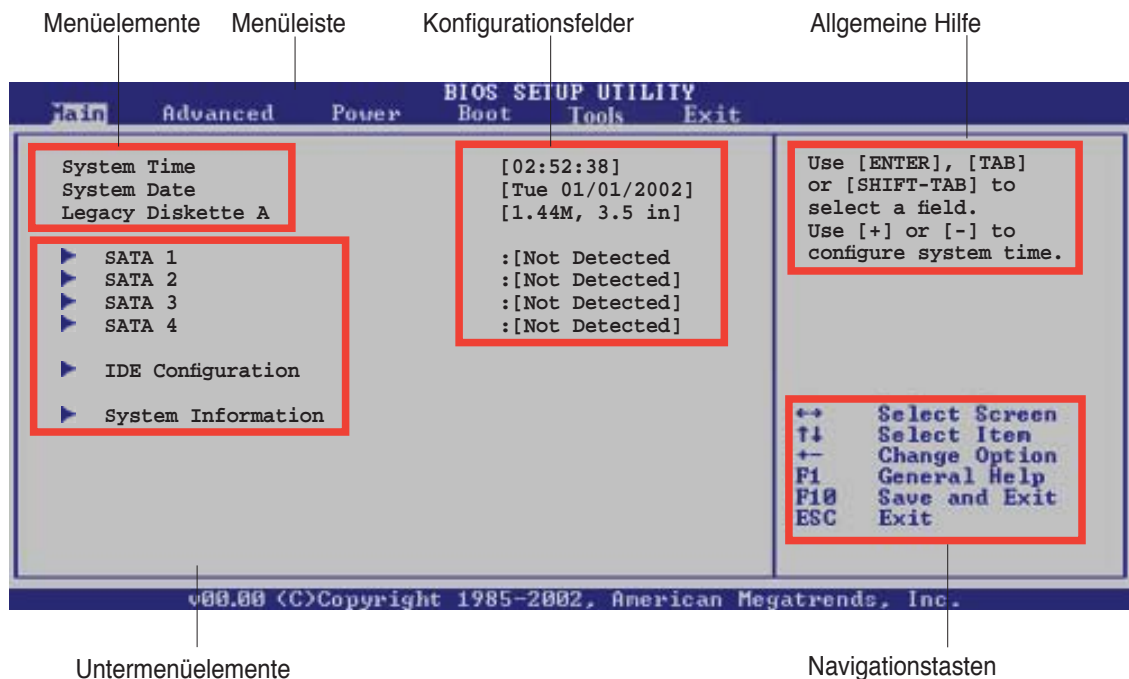 Menüelemente Menüleiste Konfigurationsfelder Allgemeine Hilfe
BIOS SETUP UTILITY
Main Advanced Power Boot Tools Exit
System Time [02:52:38]
System Date [Tue 01/01/2002]
Legacy Diskette A [1.44M, 3.5 in]
SATA 1 :[Not Detected
SATA 2 :[Not Detected]
SATA 3 :[Not Detected]
SATA 4 :[Not Detected]
IDE Configuration
System Information
Use [ENTER], [TAB]
or [SHIFT-TAB] to
select a field.
Use [+] or [-] to
configure system time.
←→ Select Screen
↑↓ Select Item
+- Change Option
F1 General Help
F10 Save and Exit
ESC Exit
v00.00 (C)Copyright 1985-2002, American Megatrends, Inc.
Untermenüelemente Navigationstasten